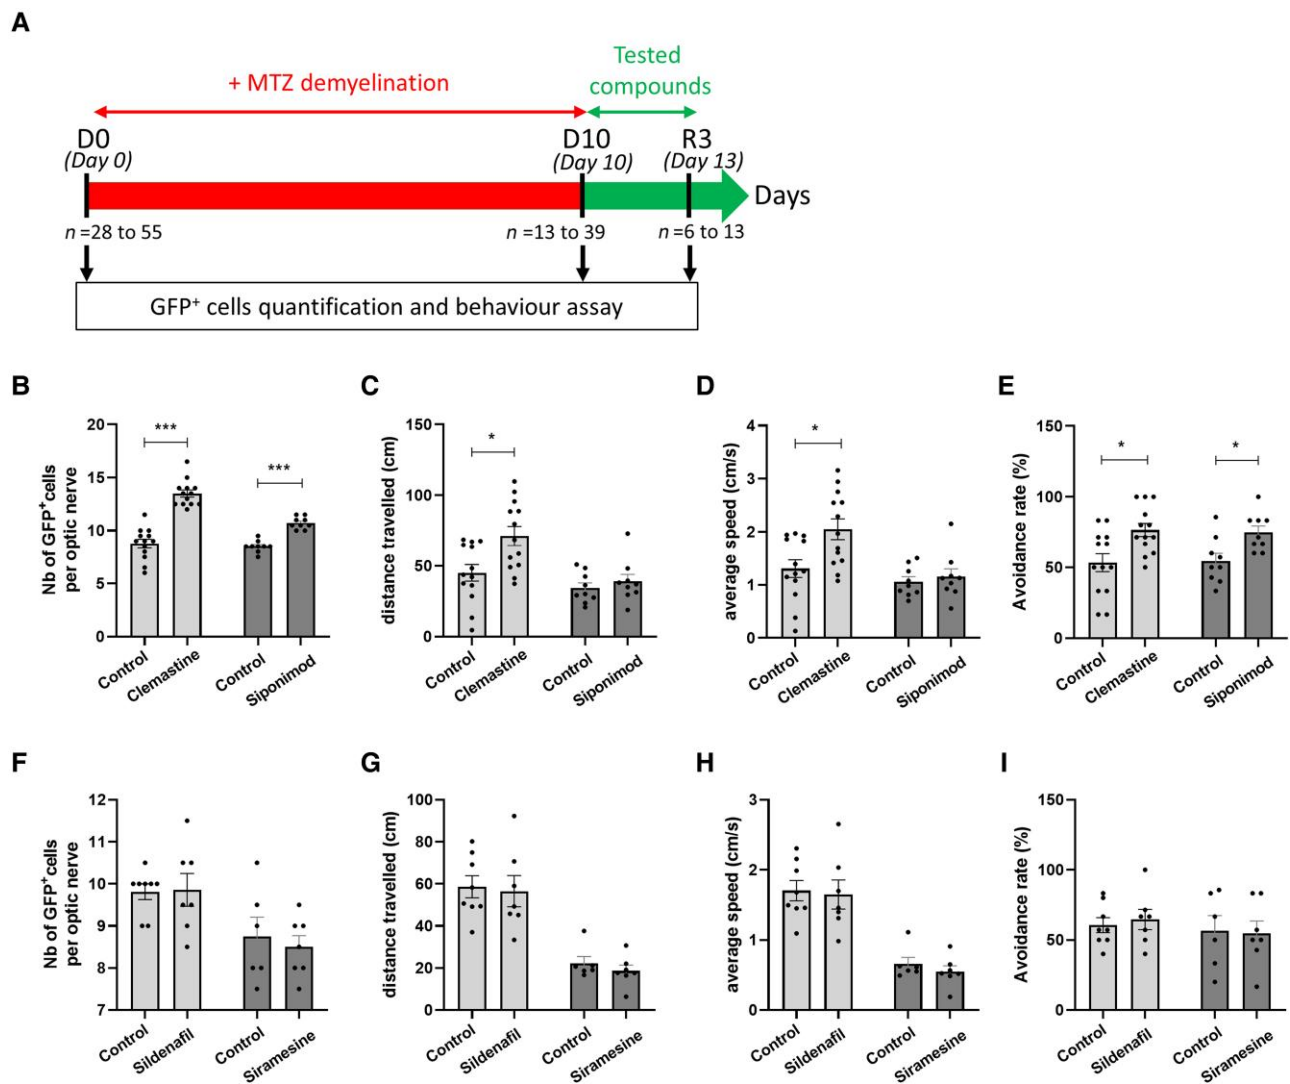 A
+ MTZ demyelination
Tested
compounds
D0
(Day 0)
D10
(Day 10)
R3
(Day 13)
Days
n =28 to 55
n =13 to 39
n =6 to 13
GFP⁺ cells quantification and behaviour assay
B
Nb of GFP⁺cells
per optic nerve
20
15
10
5
0
***
***
Control
Clemastine
Control
Siponimod
C
distance travelled (cm)
150
100
50
0
*
Control
Clemastine
Control
Siponimod
D
average speed (cm/s)
4
3
2
1
0
*
Control
Clemastine
Control
Siponimod
E
Avoidance rate (%)
150
100
50
0
*
*
Control
Clemastine
Control
Siponimod
F
Nb of GFP⁺cells
per optic nerve
12
11
10
9
8
7
Control
Sildenafil
Control
Siramesine
G
distance travelled (cm)
100
80
60
40
20
0
Control
Sildenafil
Control
Siramesine
H
average speed (cm/s)
3
2
1
0
Control
Sildenafil
Control
Siramesine
I
Avoidance rate (%)
150
100
50
0
Control
Sildenafil
Control
Siramesine